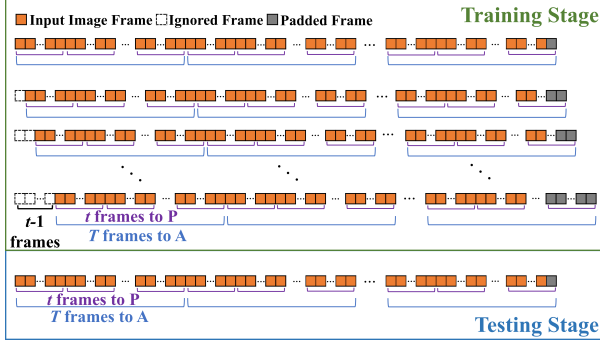 Training Stage
Input Image Frame Ignored Frame Padded Frame
t frames to P
T frames to A
t-1
frames
t frames to P
T frames to A
Testing Stage